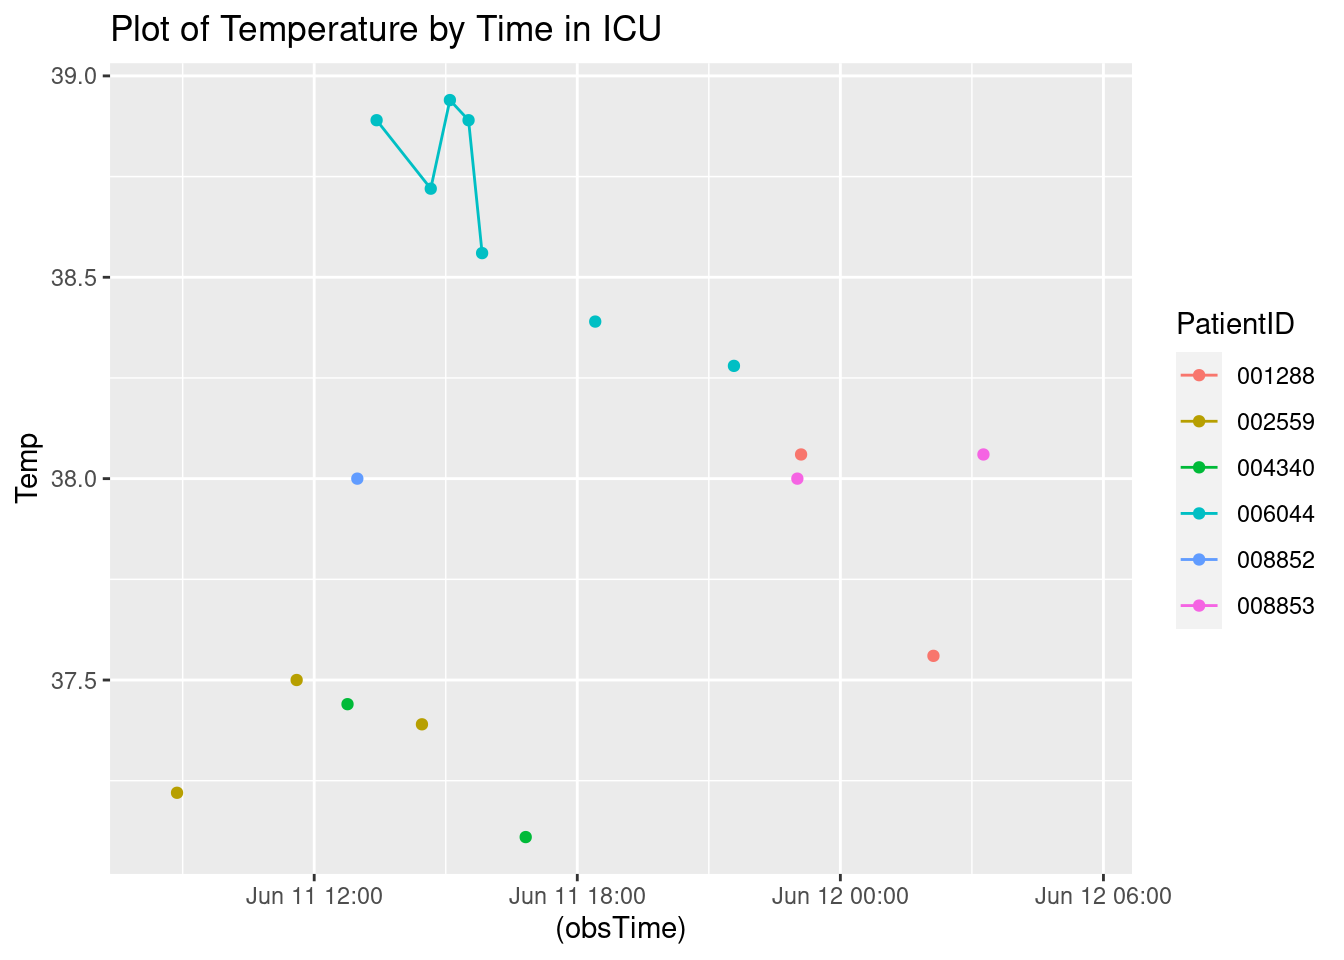 Plot of Temperature by Time in ICU
39.0
38.5
38.0
37.5
Temp
Jun 11 12:00
Jun 11 18:00
Jun 12 00:00
Jun 12 06:00
(obsTime)
PatientID
001288
002559
004340
006044
008852
008853